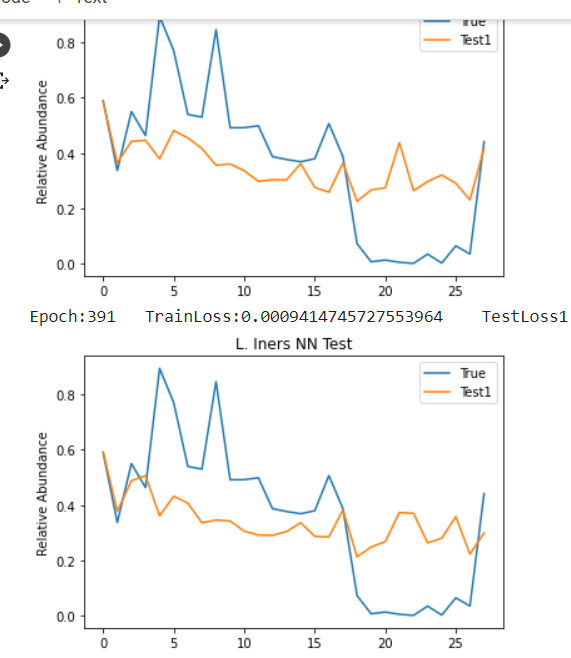 True
Test1
0.8
0.6
0.4
0.2
0.0
Relative Abundance
0 5 10 15 20 25
Epoch:391 TrainLoss:0.0009414745727553964 TestLoss1
L. Iners NN Test
True
Test1
0.8
0.6
0.4
0.2
0.0
Relative Abundance
0 5 10 15 20 25